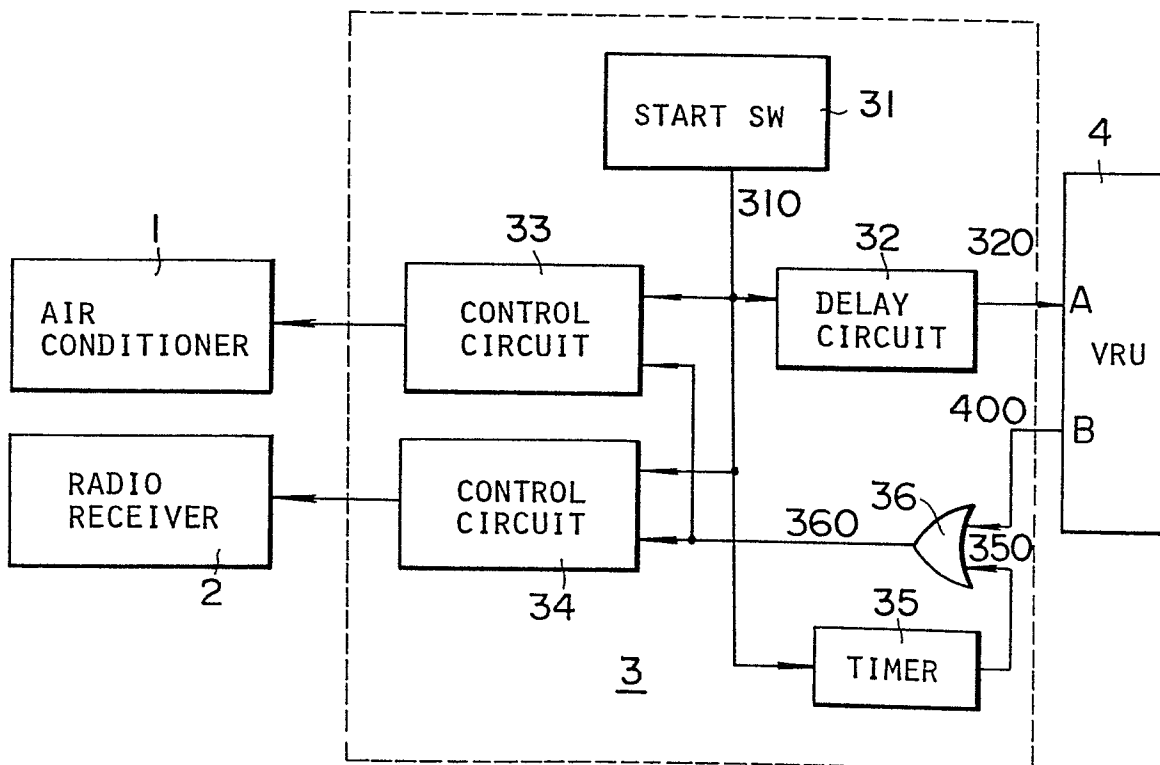 START SW
31
310
4
1
33
32
320
AIR
CONDITIONER
CONTROL
CIRCUIT
DELAY
CIRCUIT
A
VRU
400
B
RADIO
RECEIVER
2
CONTROL
CIRCUIT
34
360
36
350
35
TIMER
3